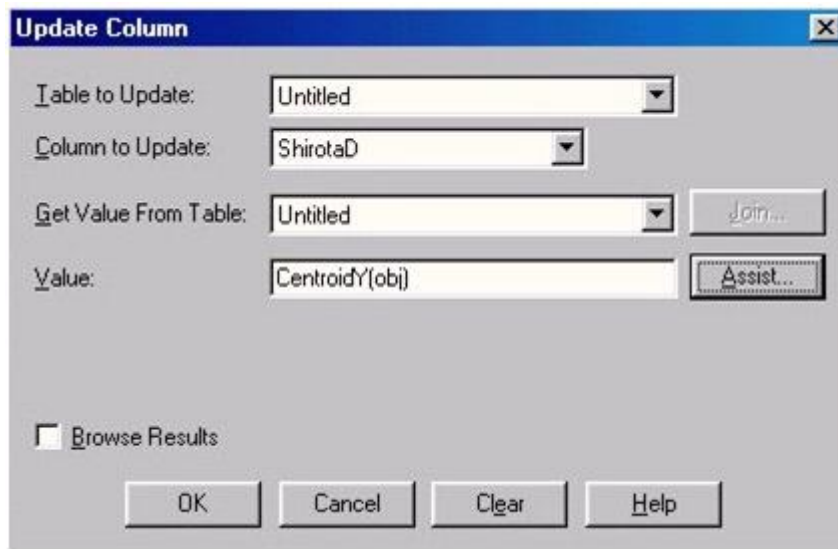 Update Column
Table to Update: Untitled
Column to Update: ShirotaD
Get Value From Table: Untitled Join...
Value: CentroidY(obj) Assist...
Browse Results
OK Cancel Clear Help